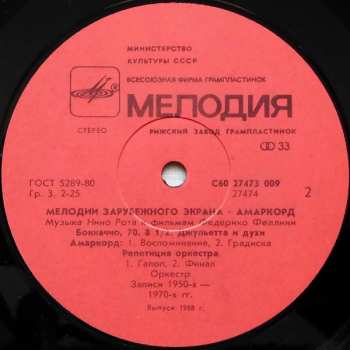 МИНИСТЕРСТВО
КУЛЬТУРЫ СССР
ВСЕСОЮЗНАЯ ФИРМА ГРАМПЛАСТИНОК
МЕЛОДИЯ
СТЕРЕО
РИЖСКИЙ ЗАВОД ГРАМПЛАСТИНОК
33
ГОСТ 5289-80
Гр. 3. 2-25
С60 27473 009
27474
2
МЕЛОДИИ ЗАРУБЕЖНОГО ЭКРАНА - АМАРКОРД
Музыка Нино Рота к фильмам Федерико Феллини
Боккаччо, 70. 8 1/2. Джульетта и духи
Амаркорд: 1. Воспоминания, 2. Градиска
Репетиция оркестра.
1. Галоп, 2. Финал
Оркестр
Записи 1950-х —
1970-х гг.
Выпуск 1988 г.